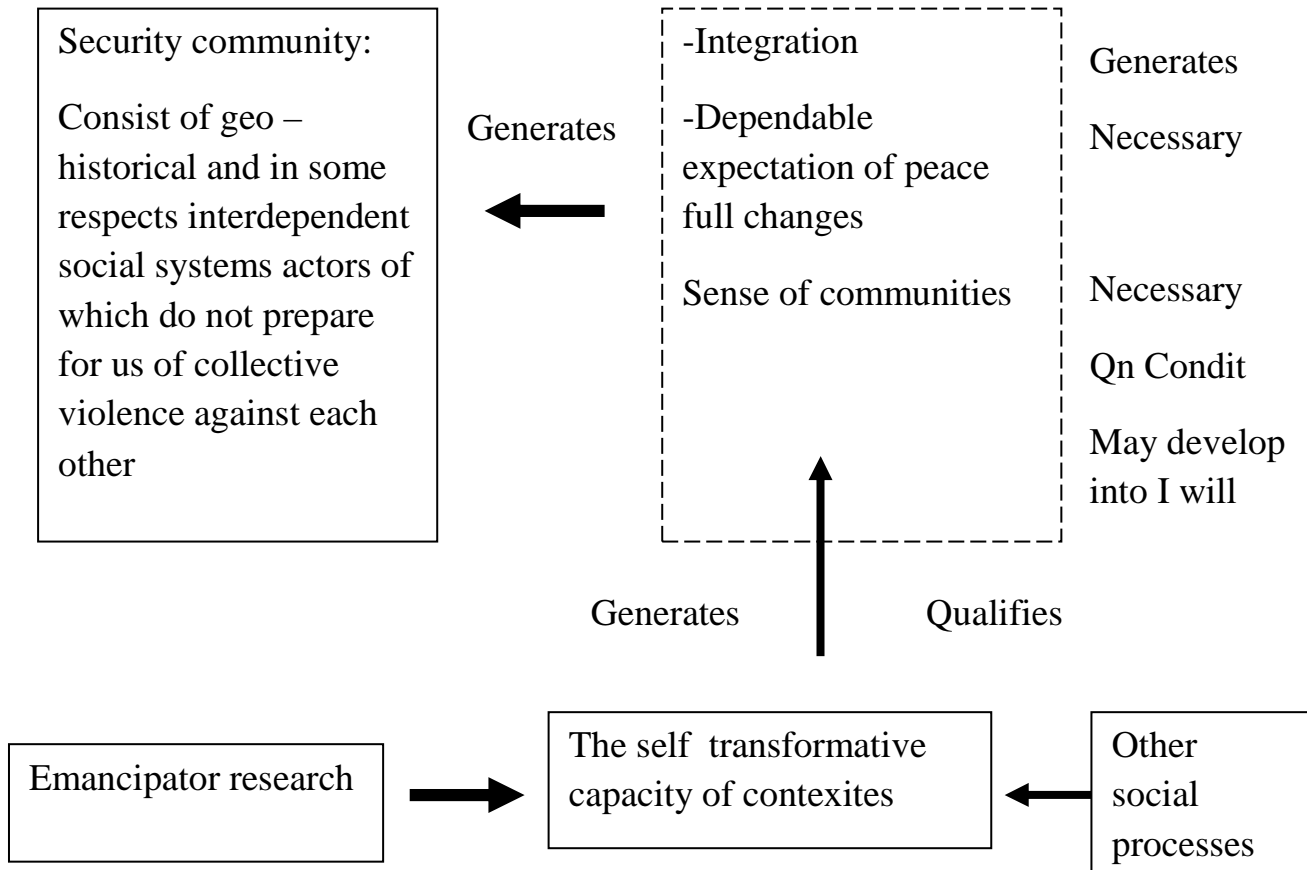 Security community:
Consist of geo –
historical and in some
respects interdependent
social systems actors of
which do not prepare
for us of collective
violence against each
other
Generates
-Integration
-Dependable
expectation of peace
full changes
Sense of communities
Generates
Necessary
Necessary
Qn Condit
May develop
into I will
Generates
Qualifies
Emancipator research
The self transformative
capacity of contexites
Other
social
processes